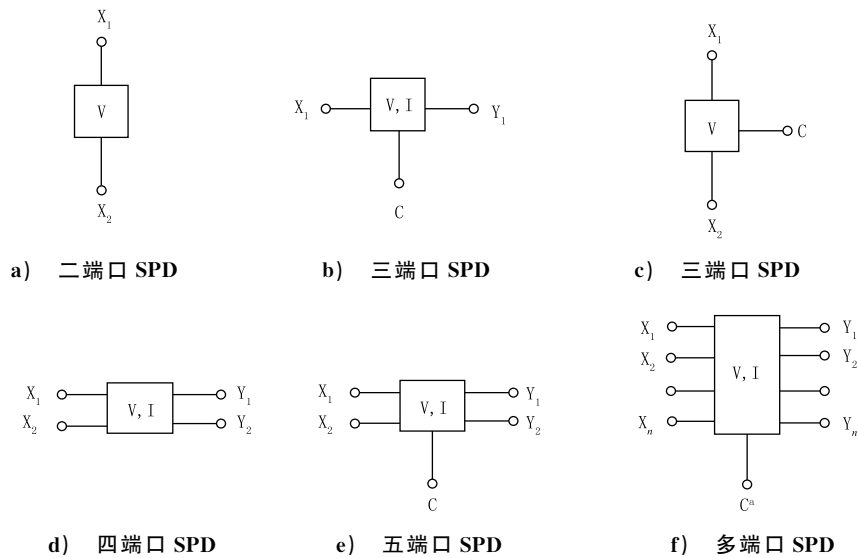 X₁
V
X₂
a) 二端口 SPD
X₁ V, I Y₁
C
b) 三端口 SPD
X₁
V C
X₂
c) 三端口 SPD
X₁ Y₁
V, I
X₂ Y₂
d) 四端口 SPD
X₁ Y₁
V, I
X₂ Y₂
C
e) 五端口 SPD
X₁ Y₁
X₂ Y₂
V, I
Xₙ Yₙ
Cᵃ
f) 多端口 SPD